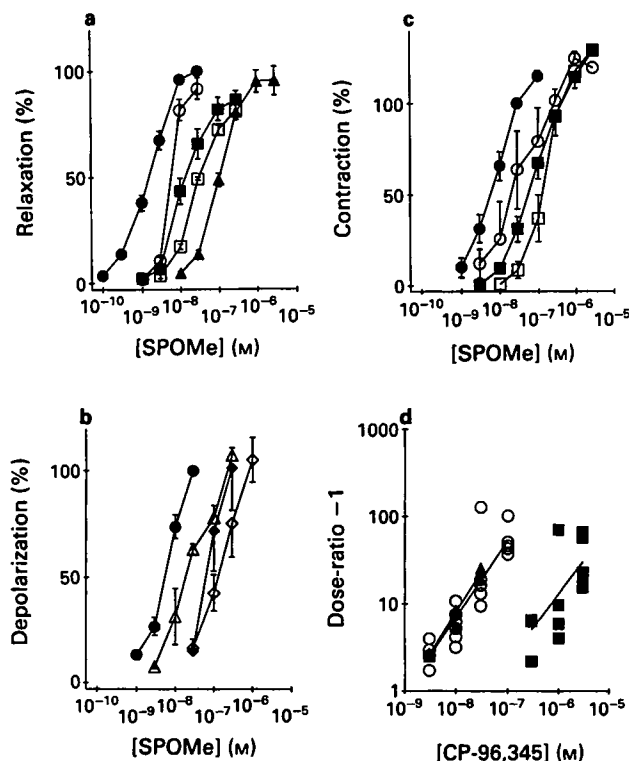 a
Relaxation (%)
100
50
0
10⁻¹⁰ 10⁻⁹ 10⁻⁸ 10⁻⁷ 10⁻⁶ 10⁻⁵
[SPOMe] (M)
c
Contraction (%)
100
50
0
10⁻¹⁰ 10⁻⁹ 10⁻⁸ 10⁻⁷ 10⁻⁶ 10⁻⁵
[SPOMe] (M)
b
Depolarization (%)
100
50
0
10⁻¹⁰ 10⁻⁹ 10⁻⁸ 10⁻⁷ 10⁻⁶ 10⁻⁵
[SPOMe] (M)
d
Dose-ratio −1
1000
100
10
1
10⁻⁹ 10⁻⁸ 10⁻⁷ 10⁻⁶ 10⁻⁵
[CP-96,345] (M)